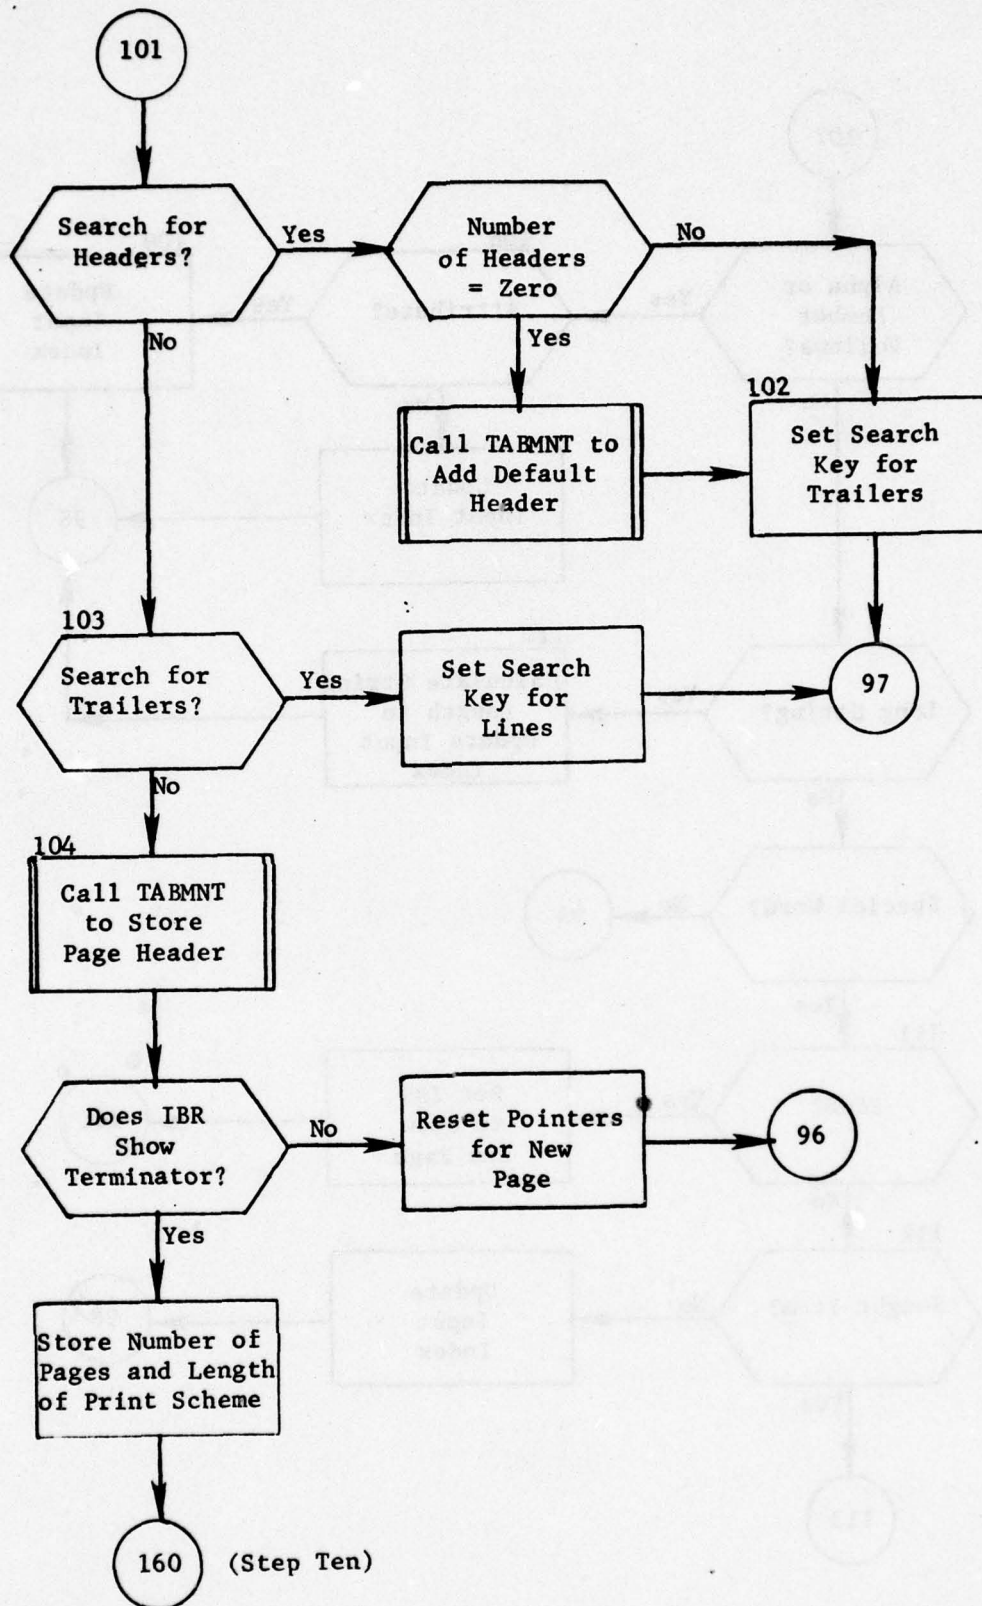 101
Search for
Headers?
Yes
Number
of Headers
= Zero
No
No
Yes
Call TABMNT to
Add Default
Header
102
Set Search
Key for
Trailers
103
Search for
Trailers?
Yes
Set Search
Key for
Lines
97
No
104
Call TABMNT
to Store
Page Header
Does IBR
Show
Terminator?
No
Reset Pointers
for New
Page
96
Yes
Store Number of
Pages and Length
of Print Scheme
160
(Step Ten)